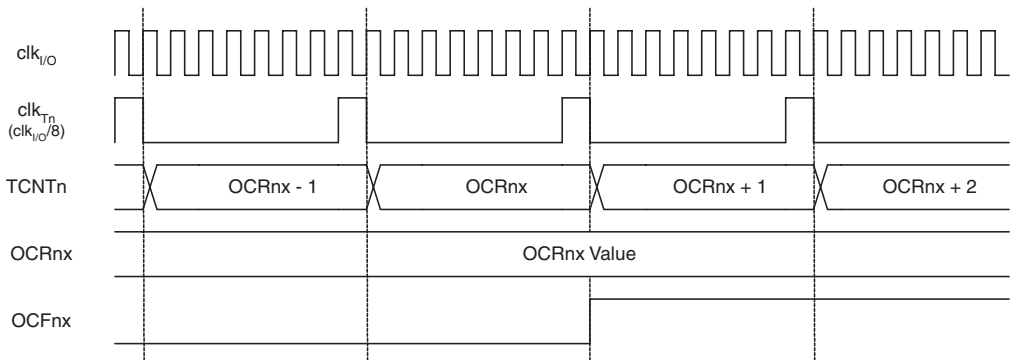 clkI/O
clkTn
(clkI/O/8)
TCNTn OCRnx - 1 OCRnx OCRnx + 1 OCRnx + 2
OCRnx OCRnx Value
OCFnx